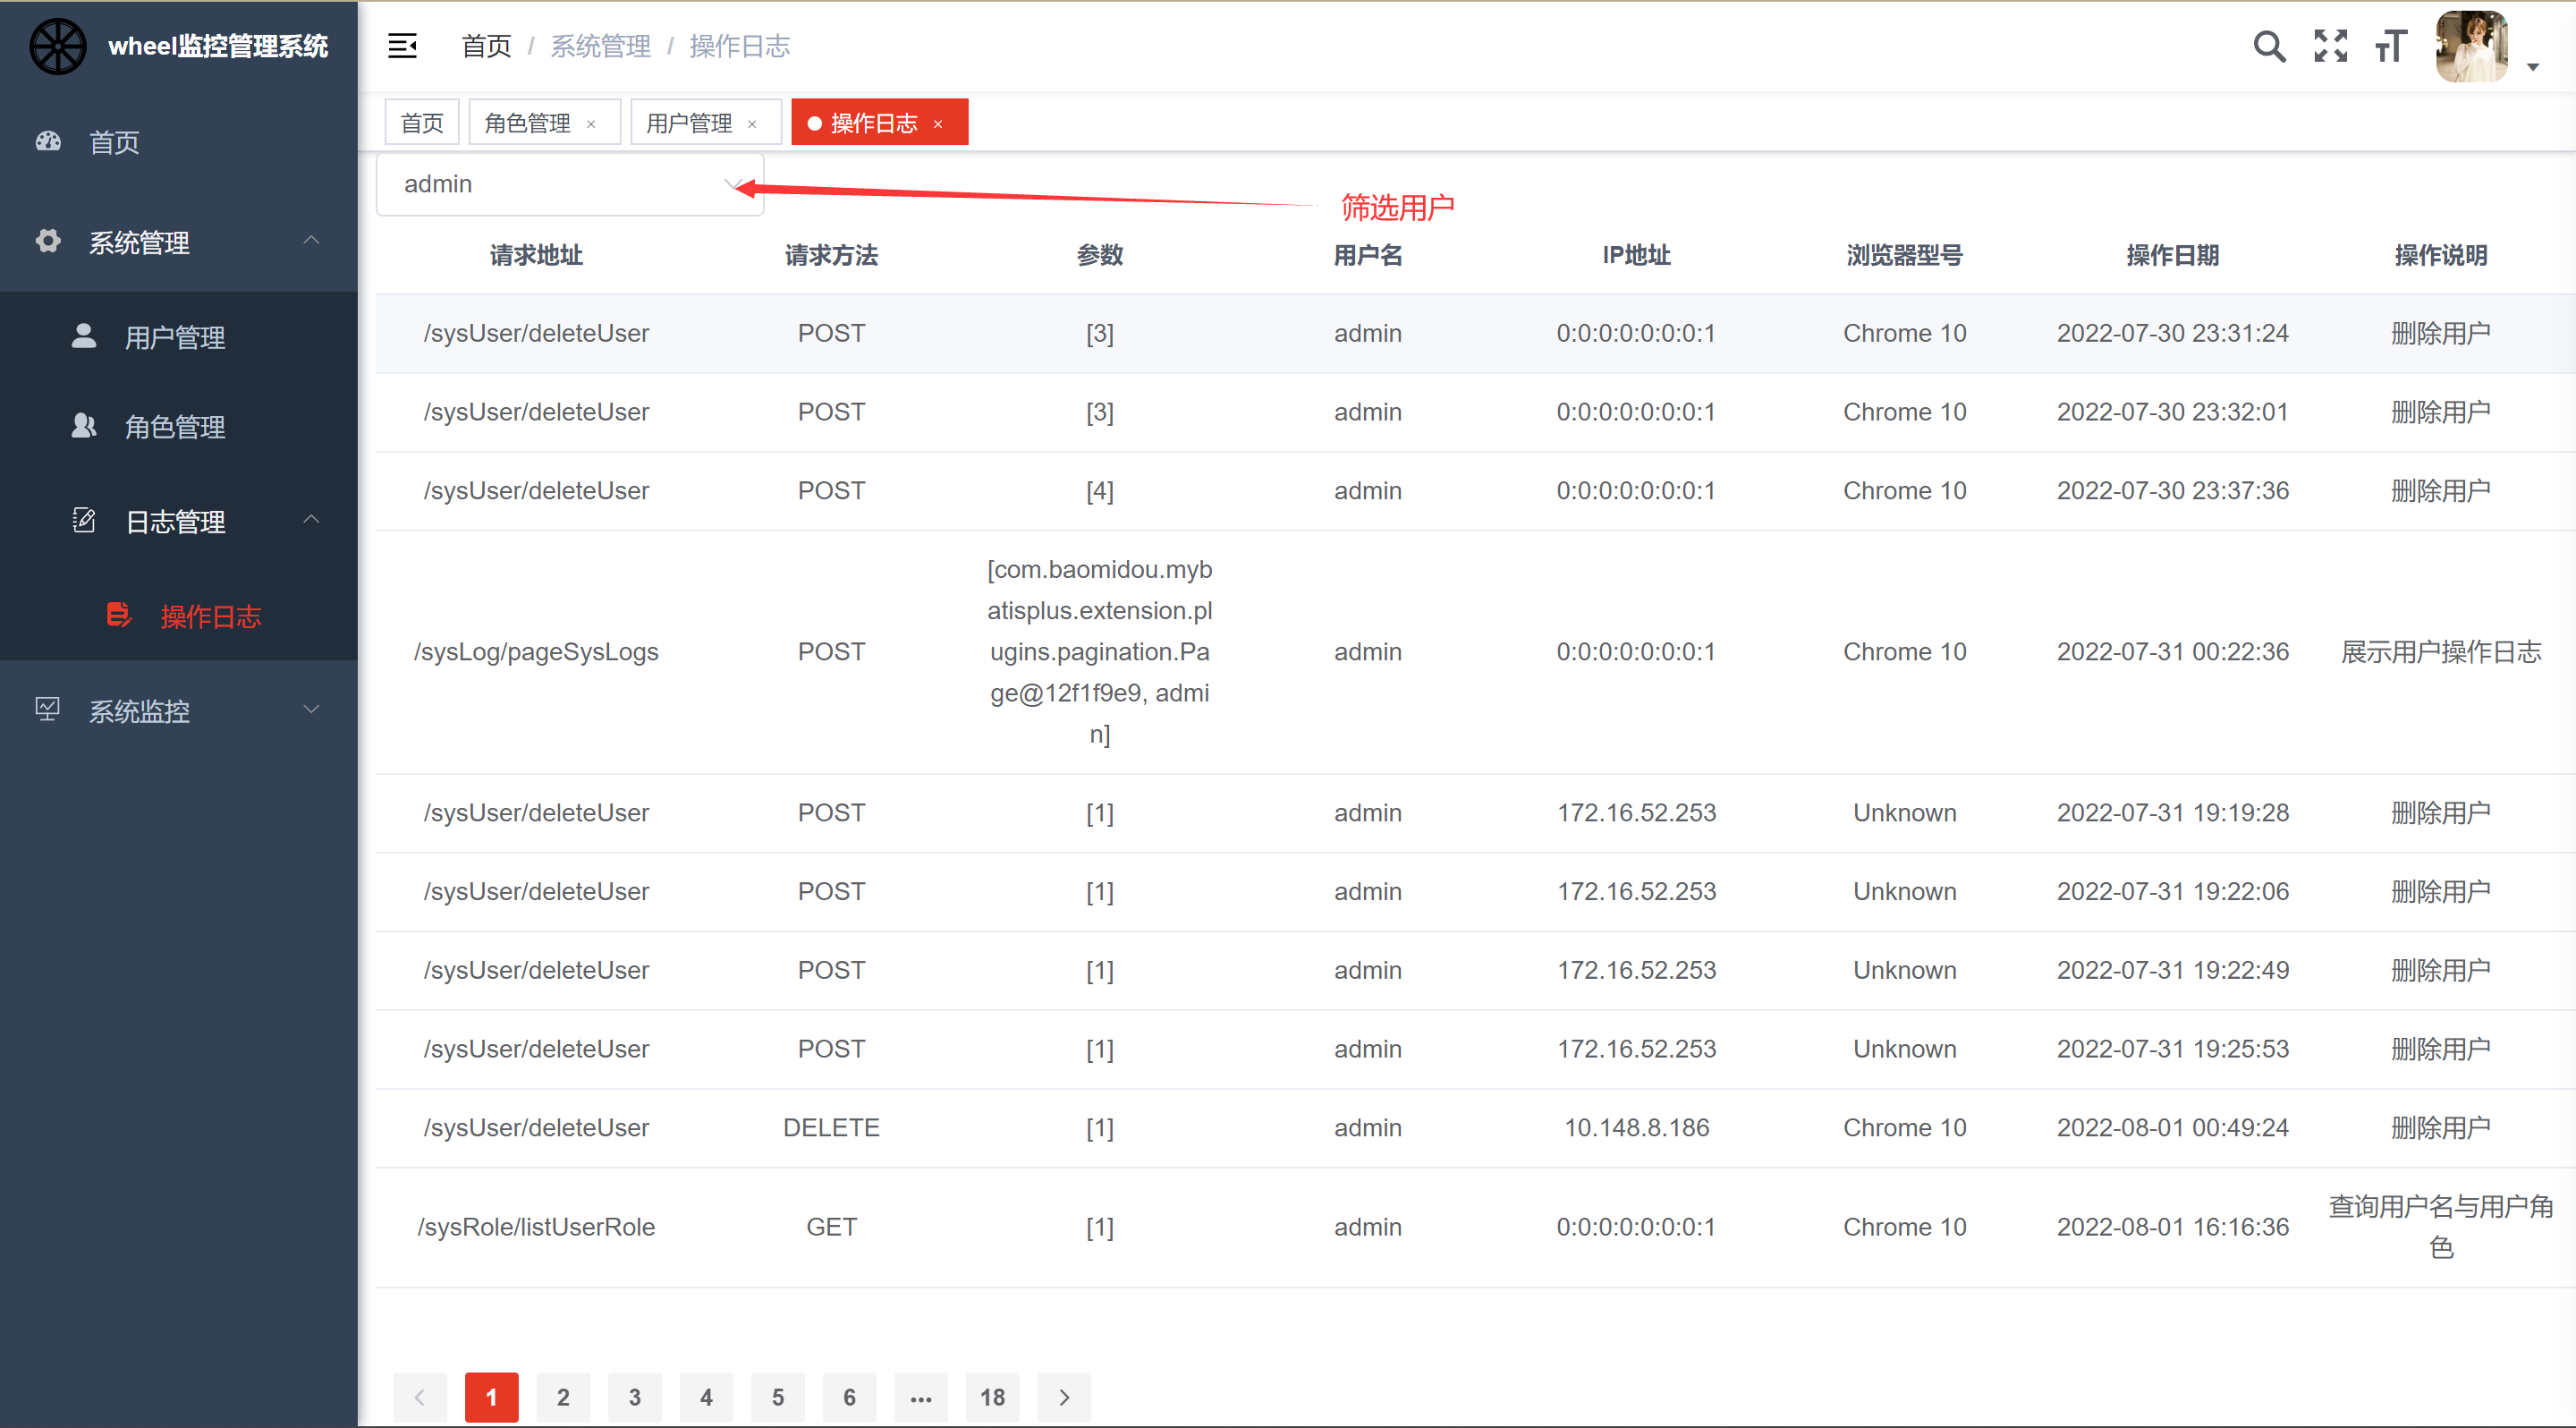 wheel监控管理系统
首页 / 系统管理 / 操作日志
首页
系统管理
用户管理
角色管理
日志管理
操作日志
系统监控
首页 角色管理 × 用户管理 × 操作日志 ×
admin
筛选用户
请求地址 请求方法 参数 用户名 IP地址 浏览器型号 操作日期 操作说明
/sysUser/deleteUser POST [3] admin 0:0:0:0:0:0:0:1 Chrome 10 2022-07-30 23:31:24 删除用户
/sysUser/deleteUser POST [3] admin 0:0:0:0:0:0:0:1 Chrome 10 2022-07-30 23:32:01 删除用户
/sysUser/deleteUser POST [4] admin 0:0:0:0:0:0:0:1 Chrome 10 2022-07-30 23:37:36 删除用户
/sysLog/pageSysLogs POST
[com.baomidou.myb
atisplus.extension.pl
ugins.pagination.Pa
ge@12f1f9e9, admi
n]
admin 0:0:0:0:0:0:0:1 Chrome 10 2022-07-31 00:22:36 展示用户操作日志
/sysUser/deleteUser POST [1] admin 172.16.52.253 Unknown 2022-07-31 19:19:28 删除用户
/sysUser/deleteUser POST [1] admin 172.16.52.253 Unknown 2022-07-31 19:22:06 删除用户
/sysUser/deleteUser POST [1] admin 172.16.52.253 Unknown 2022-07-31 19:22:49 删除用户
/sysUser/deleteUser POST [1] admin 172.16.52.253 Unknown 2022-07-31 19:25:53 删除用户
/sysUser/deleteUser DELETE [1] admin 10.148.8.186 Chrome 10 2022-08-01 00:49:24 删除用户
/sysRole/listUserRole GET [1] admin 0:0:0:0:0:0:0:1 Chrome 10 2022-08-01 16:16:36 查询用户名与用户角
色
1 2 3 4 5 6 ... 18